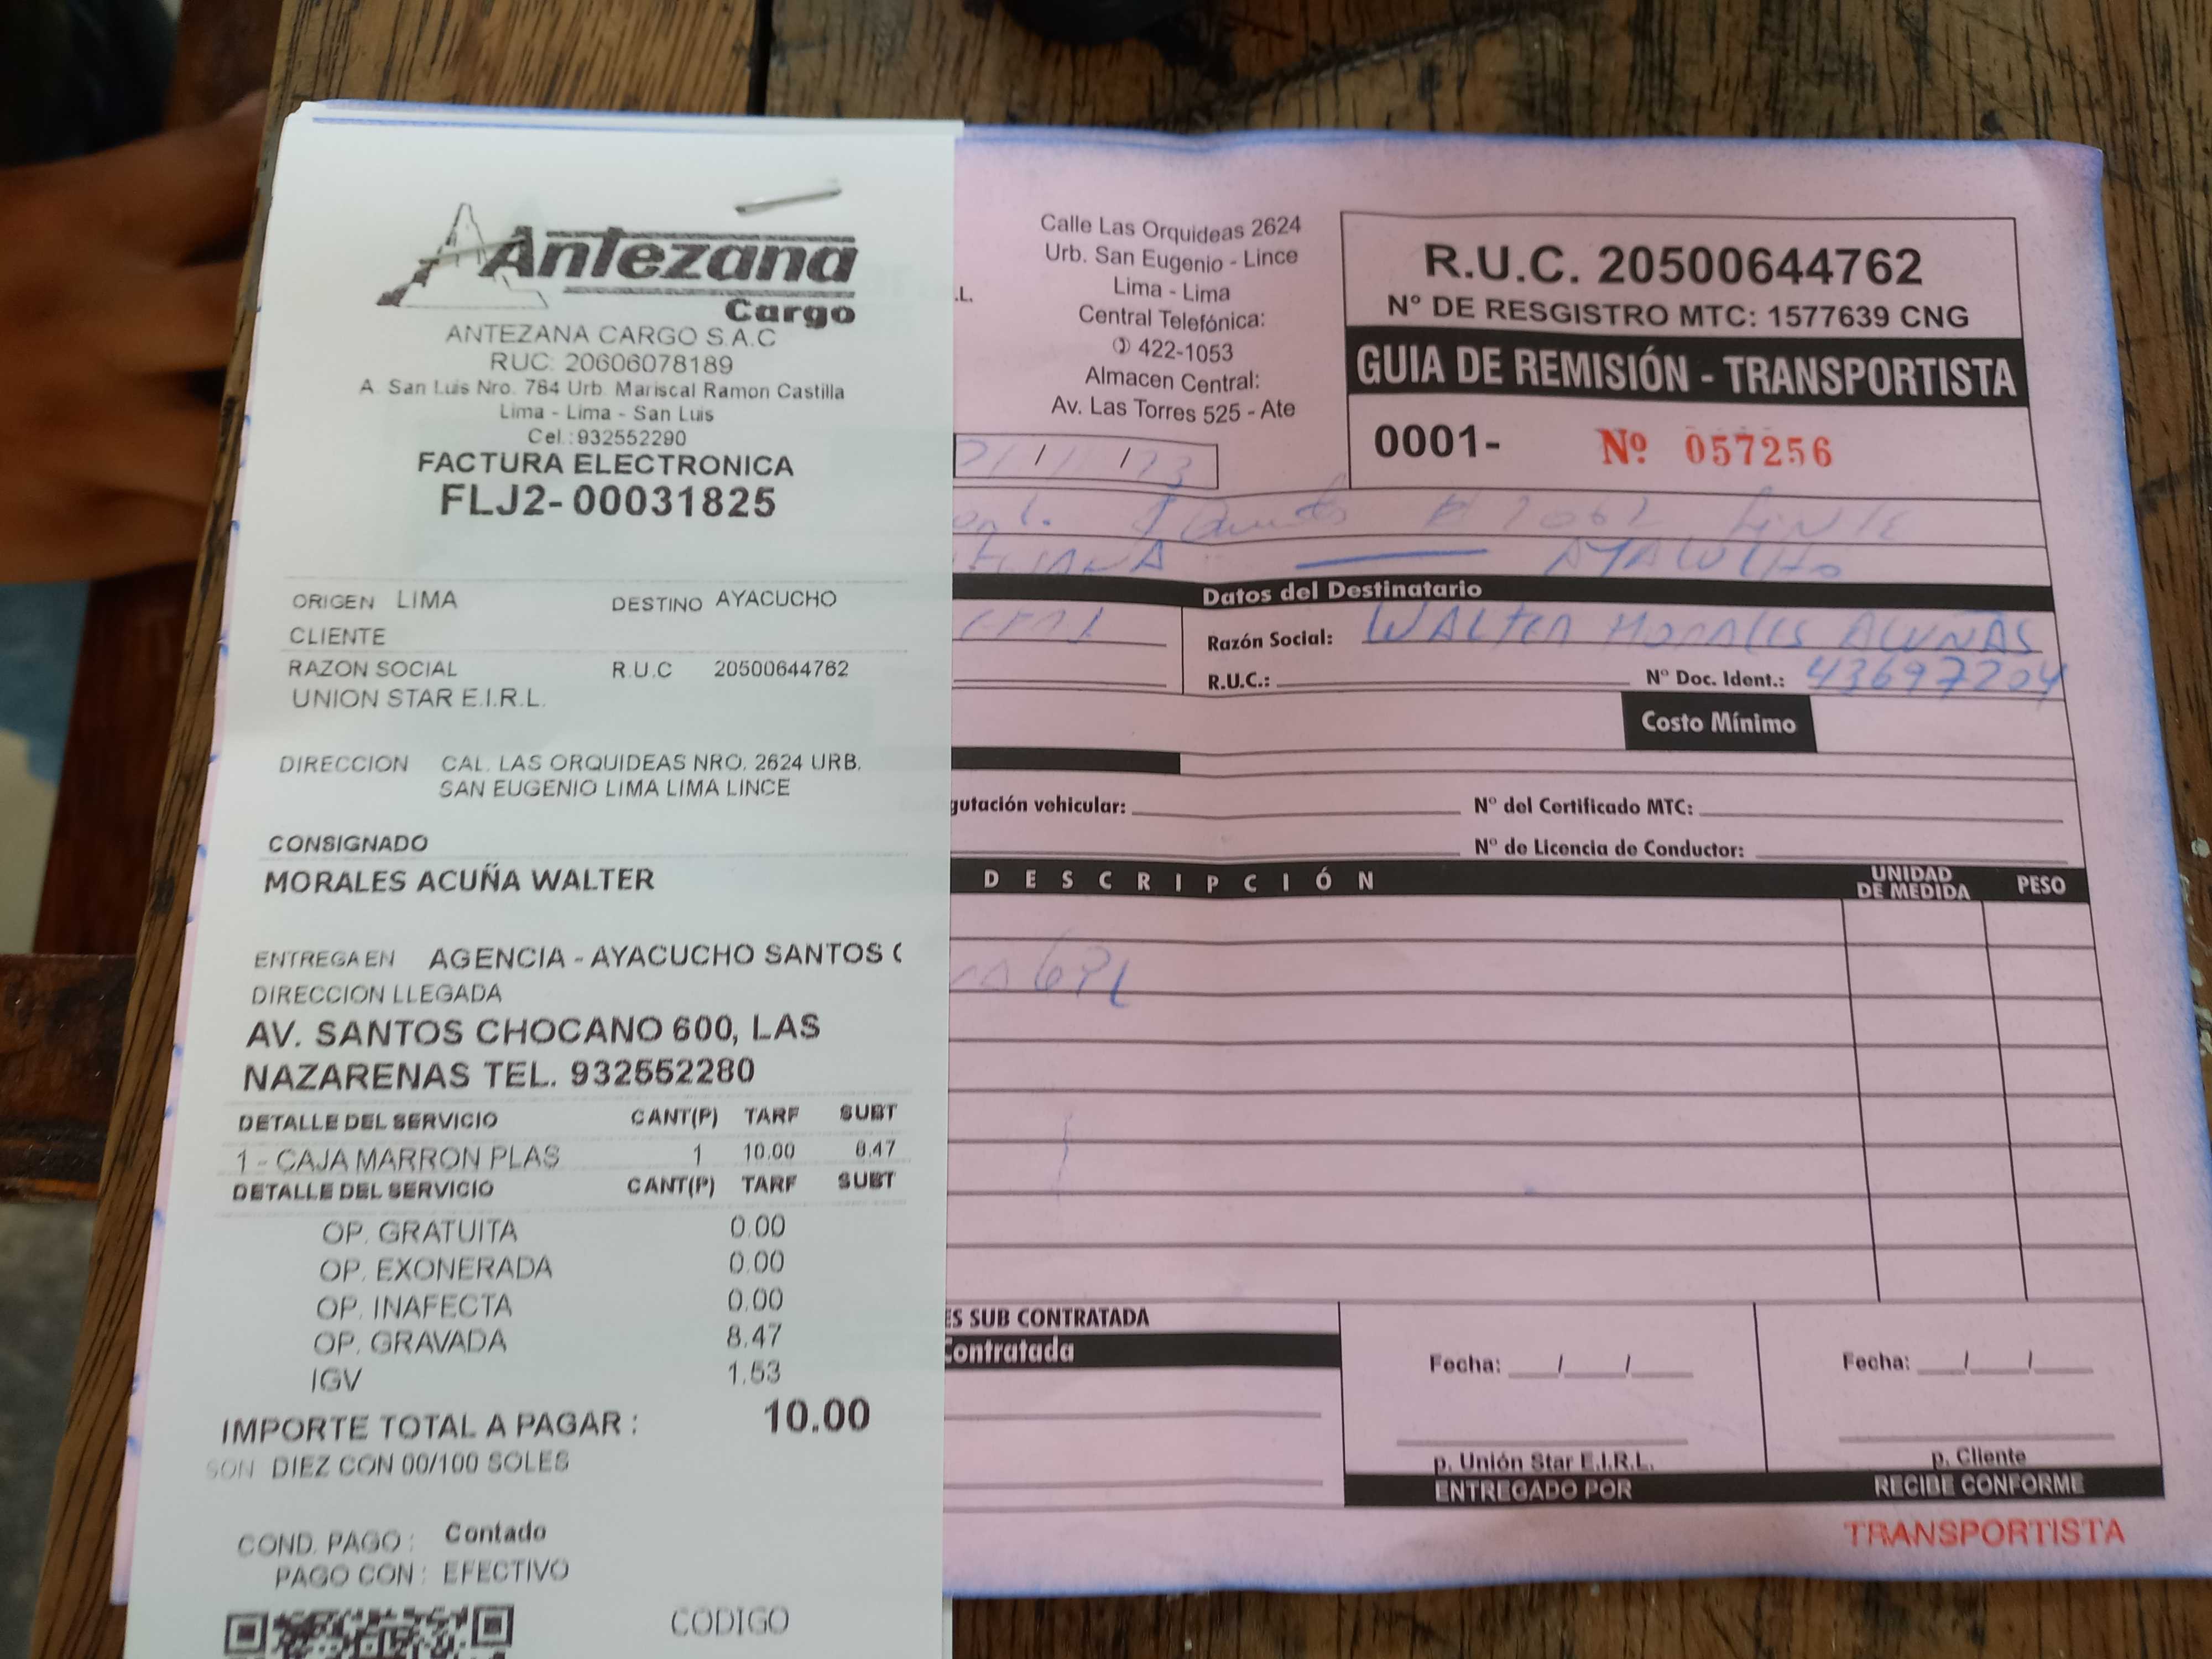 Antezana
Cargo
ANTEZANA CARGO S.A.C
RUC: 20606078189
A. San Luis Nro. 784 Urb. Mariscal Ramon Castilla
Lima - Lima - San Luis
Cel.:932552290
FACTURA ELECTRONICA
FLJ2-00031825
ORIGEN LIMA DESTINO AYACUCHO
CLIENTE
RAZON SOCIAL R.U.C 20500644762
UNION STAR E.I.R.L.
DIRECCION CAL. LAS ORQUIDEAS NRO. 2624 URB.
SAN EUGENIO LIMA LIMA LINCE
CONSIGNADO
MORALES ACUÑA WALTER
ENTREGA EN AGENCIA - AYACUCHO SANTOS
DIRECCION LLEGADA
AV. SANTOS CHOCANO 600, LAS
NAZARENAS TEL. 932552280
DETALLE DEL SERVICIO CANT(P) TARF SUBT
1 - CAJA MARRON PLAS 1 10.00 8.47
DETALLE DEL SERVICIO CANT(P) TARF SUBT
OP. GRATUITA 0.00
OP. EXONERADA 0.00
OP. INAFECTA 0.00
OP. GRAVADA 8.47
IGV 1.53
IMPORTE TOTAL A PAGAR : 10.00
SON DIEZ CON 00/100 SOLES
COND. PAGO : Contado
PAGO CON : EFECTIVO
CODIGO
.L.
Calle Las Orquideas 2624
Urb. San Eugenio - Lince
Lima - Lima
Central Telefónica:
422-1053
Almacen Central:
Av. Las Torres 525 - Ate
R.U.C. 20500644762
Nº DE RESGISTRO MTC: 1577639 CNG
GUIA DE REMISIÓN - TRANSPORTISTA
0001- Nº 057256
AYACUCHO
Datos del Destinatario
Razón Social: WALTER MORALES ACUÑAS
R.U.C.: Nº Doc. Ident.: 43697204
Costo Mínimo
gutación vehicular: Nº del Certificado MTC:
Nº de Licencia de Conductor:
DESCRIPCIÓN UNIDAD DE MEDIDA PESO
ES SUB CONTRATADA
Contratada
Fecha: / / Fecha: / /
p. Unión Star E.I.R.L. p. Cliente
ENTREGADO POR RECIBE CONFORME
TRANSPORTISTA